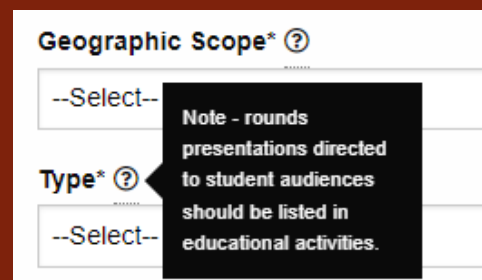 Geographic Scope* ?
--Select--
Note - rounds
presentations directed
to student audiences
should be listed in
educational activities.
Type* ?
--Select--